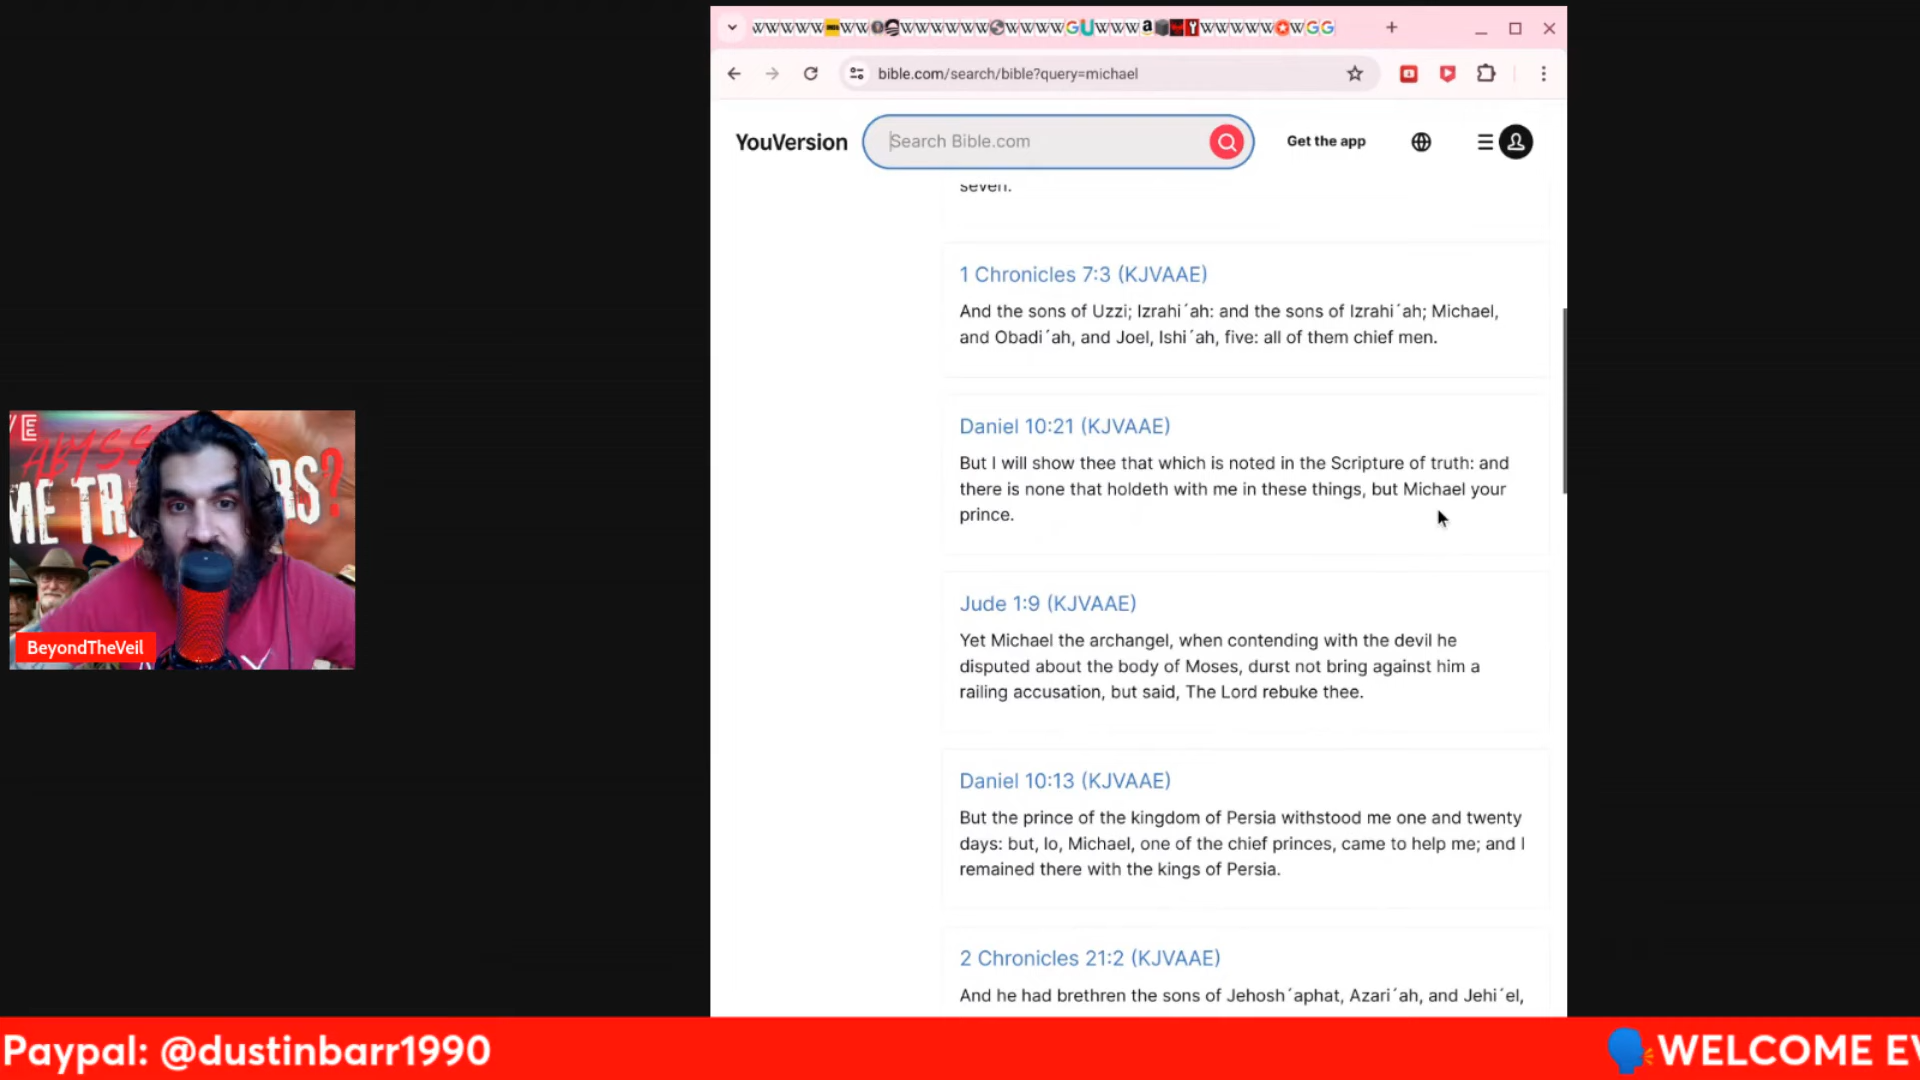 bible.com/search/bible?query=michael
YouVersion
Search Bible.com
Get the app
seven.
1 Chronicles 7:3 (KJVAAE)
And the sons of Uzzi; Izrahi´ah: and the sons of Izrahi´ah; Michael,
and Obadi´ah, and Joel, Ishi´ah, five: all of them chief men.
Daniel 10:21 (KJVAAE)
But I will show thee that which is noted in the Scripture of truth: and
there is none that holdeth with me in these things, but Michael your
prince.
Jude 1:9 (KJVAAE)
Yet Michael the archangel, when contending with the devil he
disputed about the body of Moses, durst not bring against him a
railing accusation, but said, The Lord rebuke thee.
Daniel 10:13 (KJVAAE)
But the prince of the kingdom of Persia withstood me one and twenty
days: but, lo, Michael, one of the chief princes, came to help me; and I
remained there with the kings of Persia.
2 Chronicles 21:2 (KJVAAE)
And he had brethren the sons of Jehosh´aphat, Azari´ah, and Jehi´el,
ABYSS
ME TR RS?
BeyondTheVeil
Paypal: @dustinbarr1990
WELCOME EV